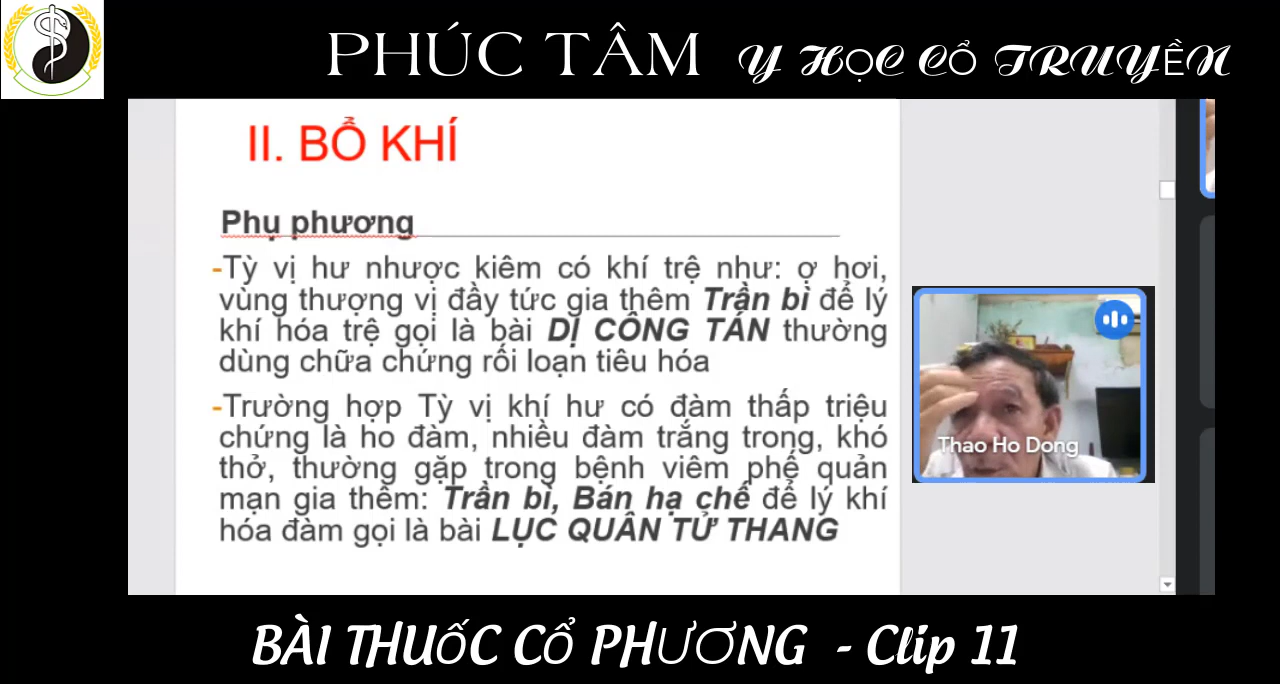 PHÚC TÂM Y HỌC CỔ TRUYỀN
II. BỔ KHÍ
Phụ phương
-Tỳ vị hư nhược kiêm có khí trệ như: ợ hơi,
vùng thượng vị đầy tức gia thêm Trần bì để lý
khí hóa trệ gọi là bài DỊ CÔNG TÁN thường
dùng chữa chứng rối loạn tiêu hóa
-Trường hợp Tỳ vị khí hư có đàm thấp triệu
chứng là ho đàm, nhiều đàm trắng trong, khó
thở, thường gặp trong bệnh viêm phế quản
mạn gia thêm: Trần bì, Bán hạ chế để lý khí
hóa đàm gọi là bài LỤC QUÂN TỬ THANG
Thao Ho Dong
BÀI THUỐC CỔ PHƯƠNG - Clip 11